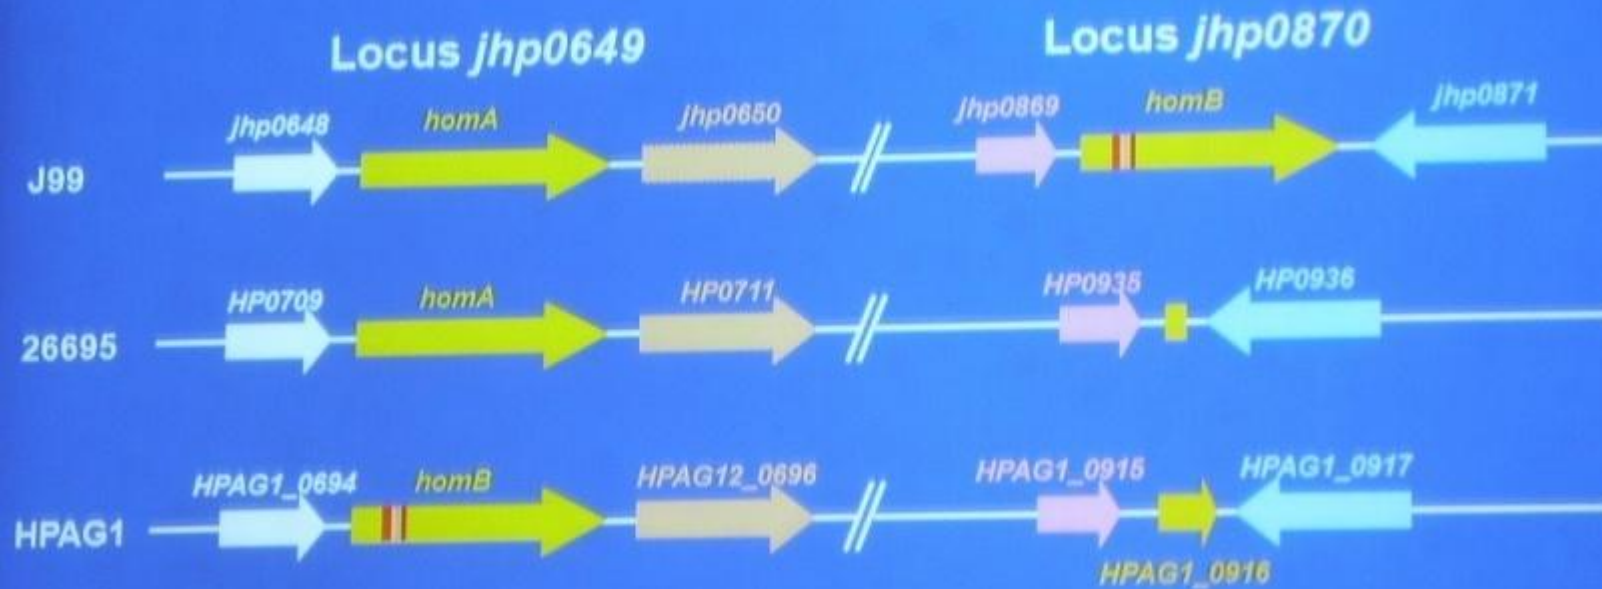 Locus jhp0649 Locus jhp0870
jhp0648 homA jhp0650 jhp0869 homB jhp0871
J99
HP0709 homA HP0711 HP0935 HP0936
26695
HPAG1_0694 homB HPAG12_0696 HPAG1_0915 HPAG1_0917
HPAG1
HPAG1_0916